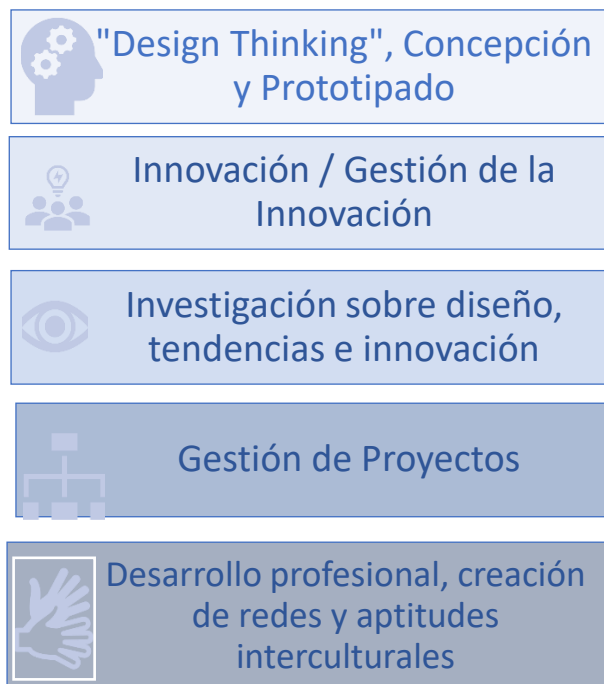 "Design Thinking", Concepción
y Prototipado
Innovación / Gestión de la
Innovación
Investigación sobre diseño,
tendencias e innovación
Gestión de Proyectos
Desarrollo profesional, creación
de redes y aptitudes
interculturales